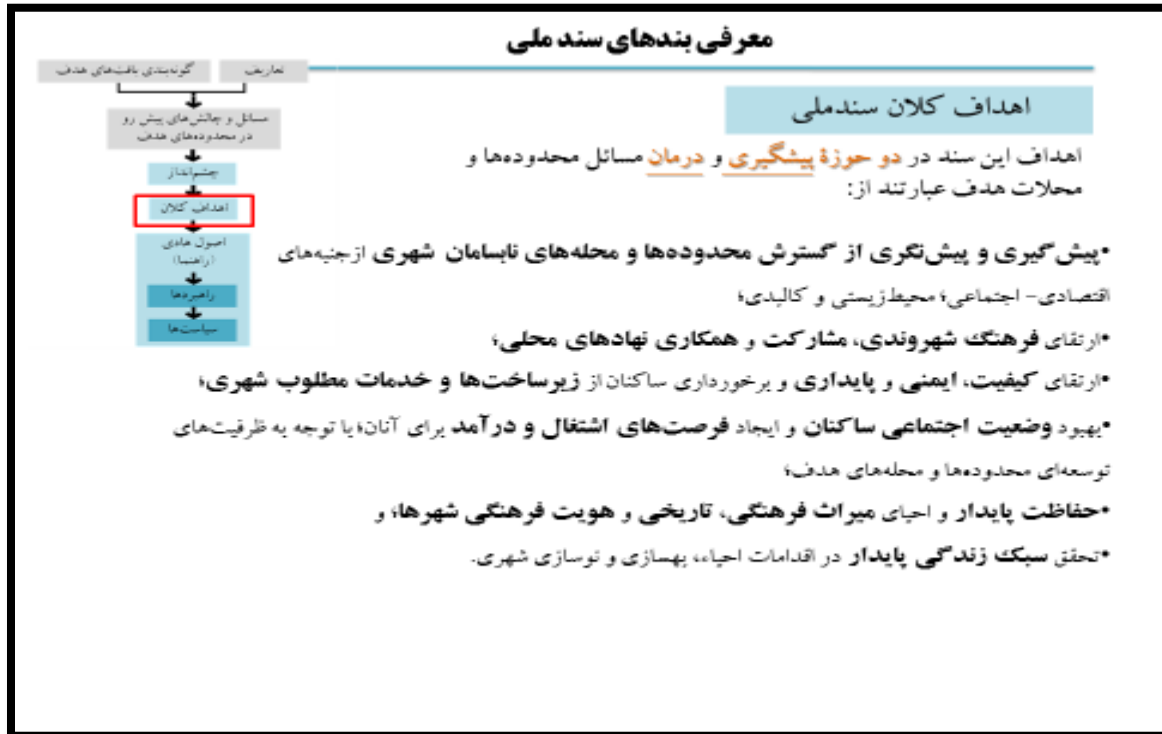 معرفی بندهای سند ملی
تعاریف
گونه‌بندی بافت‌های هدف
مسائل و چالش‌های پیش رو
در محدوده‌های هدف
چشم‌انداز
اهداف کلان
اصول هادی
(راهنما)
راهبردها
سیاست‌ها
اهداف کلان سندملی
اهداف این سند در دو حوزهٔ پیشگیری و درمان مسائل محدوده‌ها و
محلات هدف عبارتند از:
•پیش‌گیری و پیش‌نگری از گسترش محدوده‌ها و محله‌های نابسامان شهری ازجنبه‌های
اقتصادی- اجتماعی؛ محیط‌زیستی و کالبدی؛
•ارتقای فرهنگ شهروندی، مشارکت و همکاری نهادهای محلی؛
•ارتقای کیفیت، ایمنی و پایداری و برخورداری ساکنان از زیرساخت‌ها و خدمات مطلوب شهری؛
•بهبود وضعیت اجتماعی ساکنان و ایجاد فرصت‌های اشتغال و درآمد برای آنان؛با توجه به ظرفیت‌های
توسعه‌ای محدوده‌ها و محله‌های هدف؛
•حفاظت پایدار و احیای میراث فرهنگی، تاریخی و هویت فرهنگی شهرها؛ و
•تحقق سبک زندگی پایدار در اقدامات احیاء، بهسازی و نوسازی شهری.